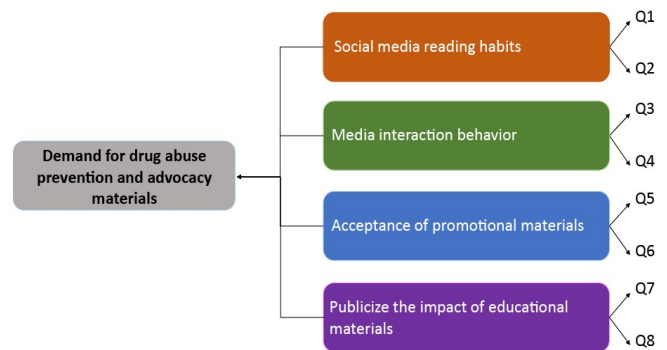 Demand for drug abuse
prevention and advocacy
materials
Social media reading habits
Q1
Q2
Media interaction behavior
Q3
Q4
Acceptance of promotional materials
Q5
Q6
Publicize the impact of educational
materials
Q7
Q8